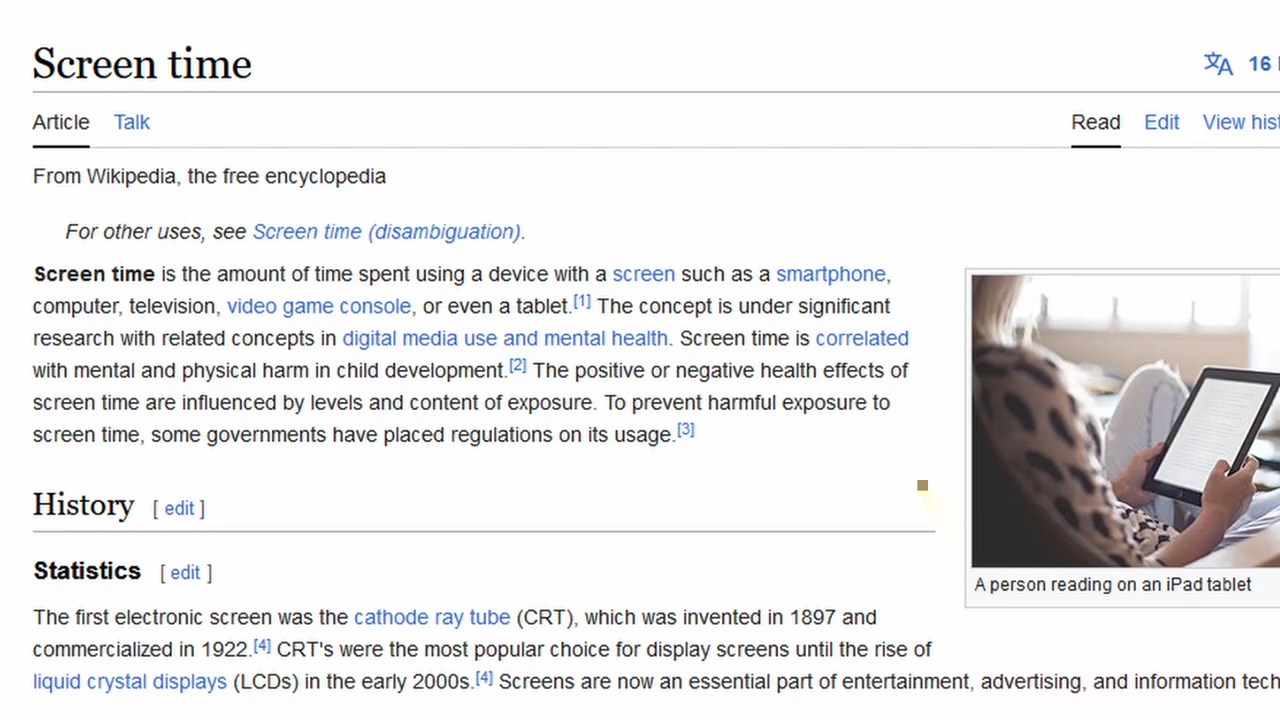 Screen time
16
Article Talk Read Edit View hist
From Wikipedia, the free encyclopedia
For other uses, see Screen time (disambiguation).
Screen time is the amount of time spent using a device with a screen such as a smartphone,
computer, television, video game console, or even a tablet.[1] The concept is under significant
research with related concepts in digital media use and mental health. Screen time is correlated
with mental and physical harm in child development.[2] The positive or negative health effects of
screen time are influenced by levels and content of exposure. To prevent harmful exposure to
screen time, some governments have placed regulations on its usage.[3]
A person reading on an iPad tablet
History [ edit ]
Statistics [ edit ]
The first electronic screen was the cathode ray tube (CRT), which was invented in 1897 and
commercialized in 1922.[4] CRT's were the most popular choice for display screens until the rise of
liquid crystal displays (LCDs) in the early 2000s.[4] Screens are now an essential part of entertainment, advertising, and information tech